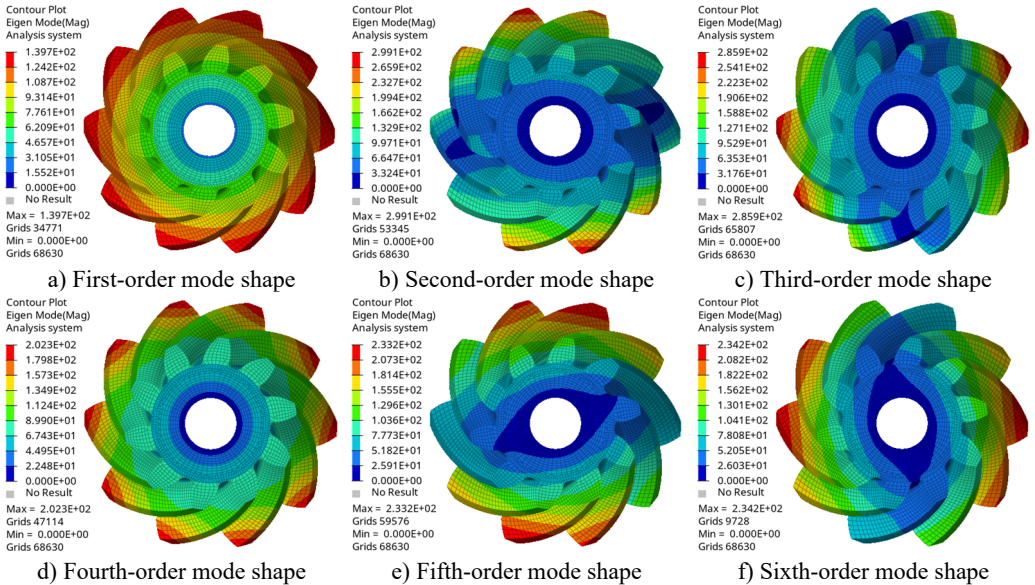 Contour Plot
Eigen Mode(Mag)
Analysis system
1.397E+02
1.242E+02
1.087E+02
9.314E+01
7.761E+01
6.209E+01
4.657E+01
3.105E+01
1.552E+01
0.000E+00
No Result
Max = 1.397E+02
Grids 34771
Min = 0.000E+00
Grids 68630
a) First-order mode shape
Contour Plot
Eigen Mode(Mag)
Analysis system
2.991E+02
2.659E+02
2.327E+02
1.994E+02
1.662E+02
1.329E+02
9.971E+01
6.647E+01
3.324E+01
0.000E+00
No Result
Max = 2.991E+02
Grids 53345
Min = 0.000E+00
Grids 68630
b) Second-order mode shape
Contour Plot
Eigen Mode(Mag)
Analysis system
2.859E+02
2.541E+02
2.223E+02
1.906E+02
1.588E+02
1.271E+02
9.529E+01
6.353E+01
3.176E+01
0.000E+00
No Result
Max = 2.859E+02
Grids 65807
Min = 0.000E+00
Grids 68630
c) Third-order mode shape
Contour Plot
Eigen Mode(Mag)
Analysis system
2.023E+02
1.798E+02
1.573E+02
1.349E+02
1.124E+02
8.990E+01
6.743E+01
4.495E+01
2.248E+01
0.000E+00
No Result
Max = 2.023E+02
Grids 47114
Min = 0.000E+00
Grids 68630
d) Fourth-order mode shape
Contour Plot
Eigen Mode(Mag)
Analysis system
2.332E+02
2.073E+02
1.814E+02
1.555E+02
1.296E+02
1.036E+02
7.773E+01
5.182E+01
2.591E+01
0.000E+00
No Result
Max = 2.332E+02
Grids 59576
Min = 0.000E+00
Grids 68630
e) Fifth-order mode shape
Contour Plot
Eigen Mode(Mag)
Analysis system
2.342E+02
2.082E+02
1.822E+02
1.562E+02
1.301E+02
1.041E+02
7.808E+01
5.205E+01
2.603E+01
0.000E+00
No Result
Max = 2.342E+02
Grids 9728
Min = 0.000E+00
Grids 68630
f) Sixth-order mode shape